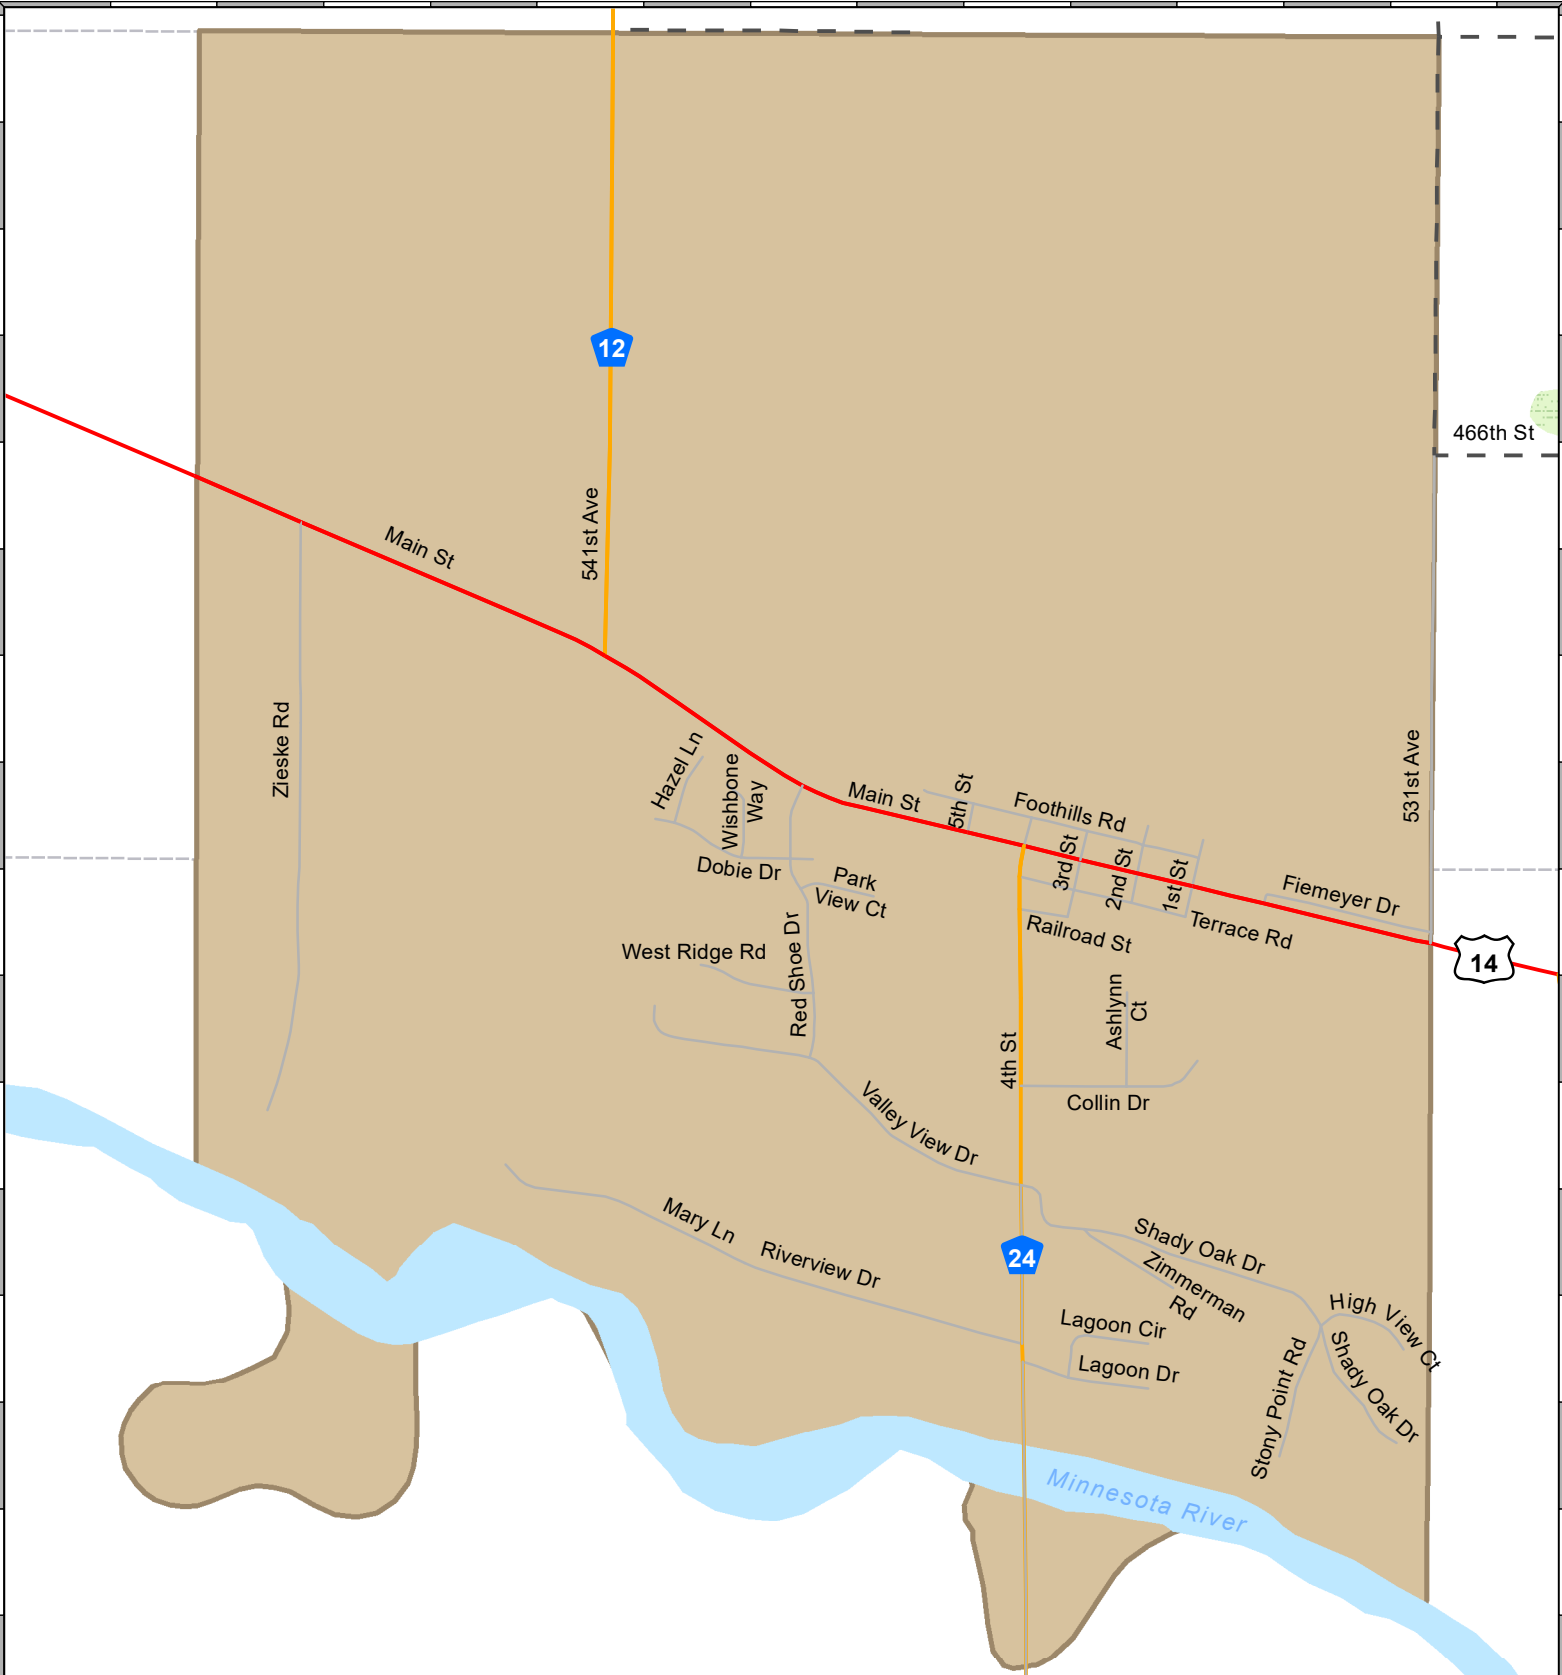 12
466th St
541st Ave
Main St
Zieske Rd
Hazel Ln
Wishbone
Way
531st Ave
Main St
5th St
Foothills Rd
3rd St
2nd St
1st St
Dobie Dr
Park
View Ct
Fiemeyer Dr
Railroad St
Terrace Rd
West Ridge Rd
Red Shoe Dr
14
Ashlynn
Ct
4th St
Collin Dr
Valley View Dr
Mary Ln
Riverview Dr
24
Shady Oak Dr
Zimmerman
Rd
Lagoon Cir
Lagoon Dr
High View Ct
Shady Oak Dr
Stony Point Rd
Minnesota River